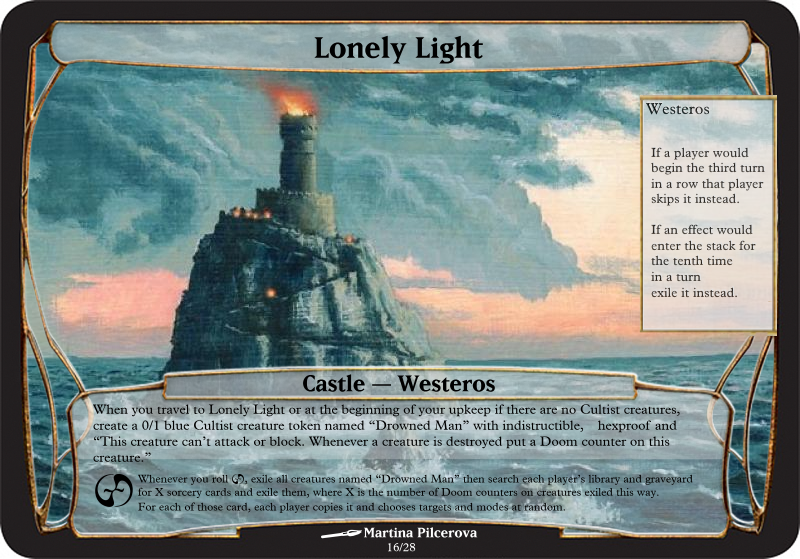 Lonely Light
Westeros
If a player would
begin the third turn
in a row that player
skips it instead.
If an effect would
enter the stack for
the tenth time
in a turn
exile it instead.
Castle — Westeros
When you travel to Lonely Light or at the beginning of your upkeep if there are no Cultist creatures,
create a 0/1 blue Cultist creature token named “Drowned Man” with indistructible, hexproof and
“This creature can’t attack or block. Whenever a creature is destroyed put a Doom counter on this
creature.”
Whenever you roll , exile all creatures named “Drowned Man” then search each player’s library and graveyard
for X sorcery cards and exile them, where X is the number of Doom counters on creatures exiled this way.
For each of those card, each player copies it and chooses targets and modes at random.
Martina Pilcerova
16/28